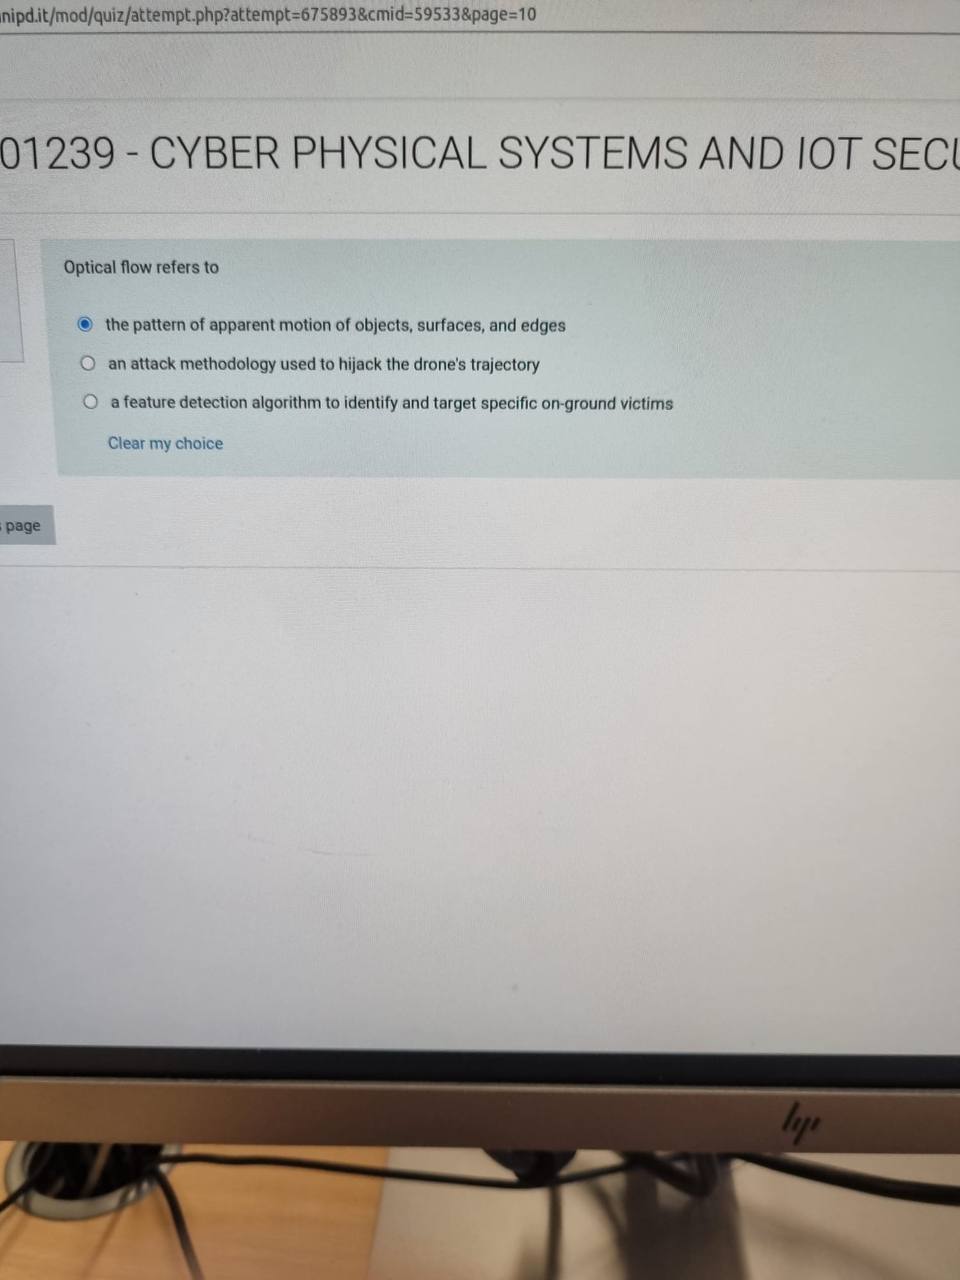 nipd.it/mod/quiz/attempt.php?attempt=675893&cmid=59533&page=10
01239 - CYBER PHYSICAL SYSTEMS AND IOT SECU
Optical flow refers to
the pattern of apparent motion of objects, surfaces, and edges
an attack methodology used to hijack the drone's trajectory
a feature detection algorithm to identify and target specific on-ground victims
Clear my choice
page
hp